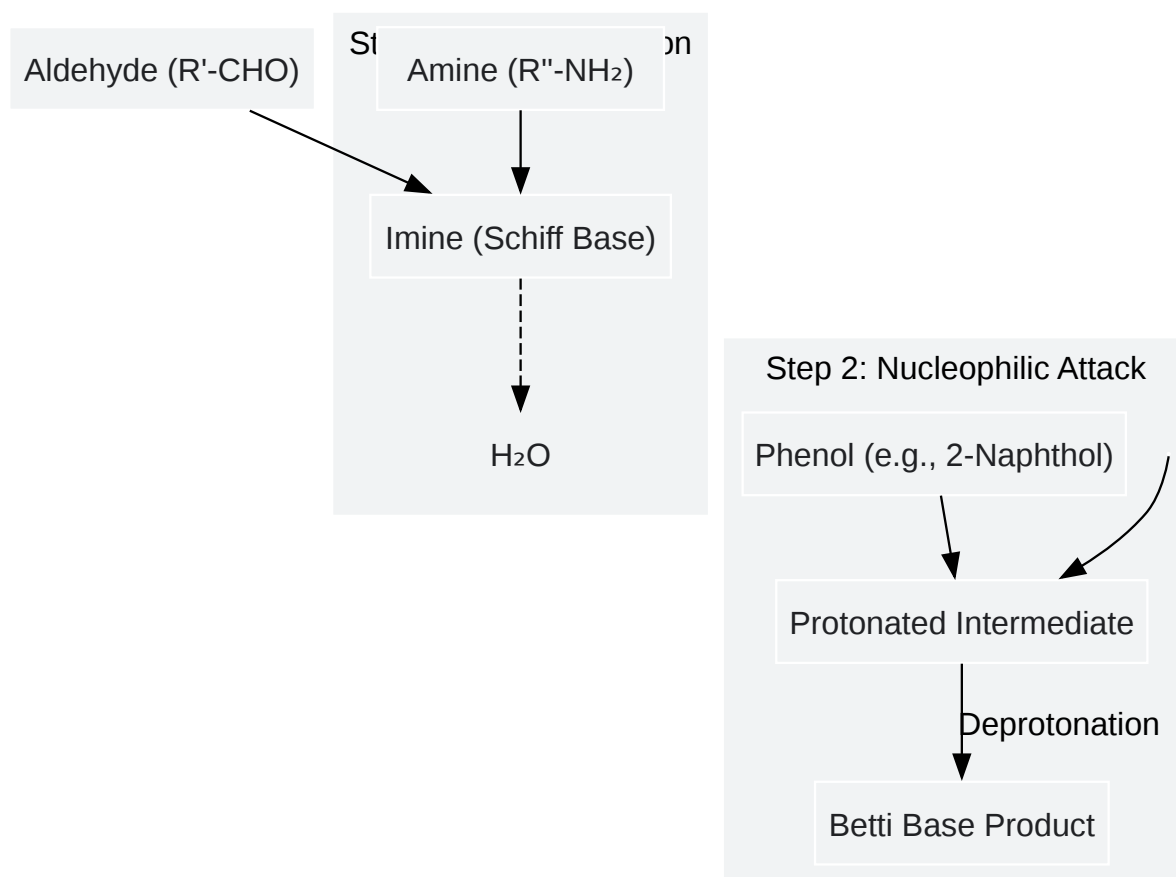 Aldehyde (R'-CHO)
Amine (R"-NH₂)
Imine (Schiff Base)
H₂O
Step 2: Nucleophilic Attack
Phenol (e.g., 2-Naphthol)
Protonated Intermediate
Deprotonation
Betti Base Product